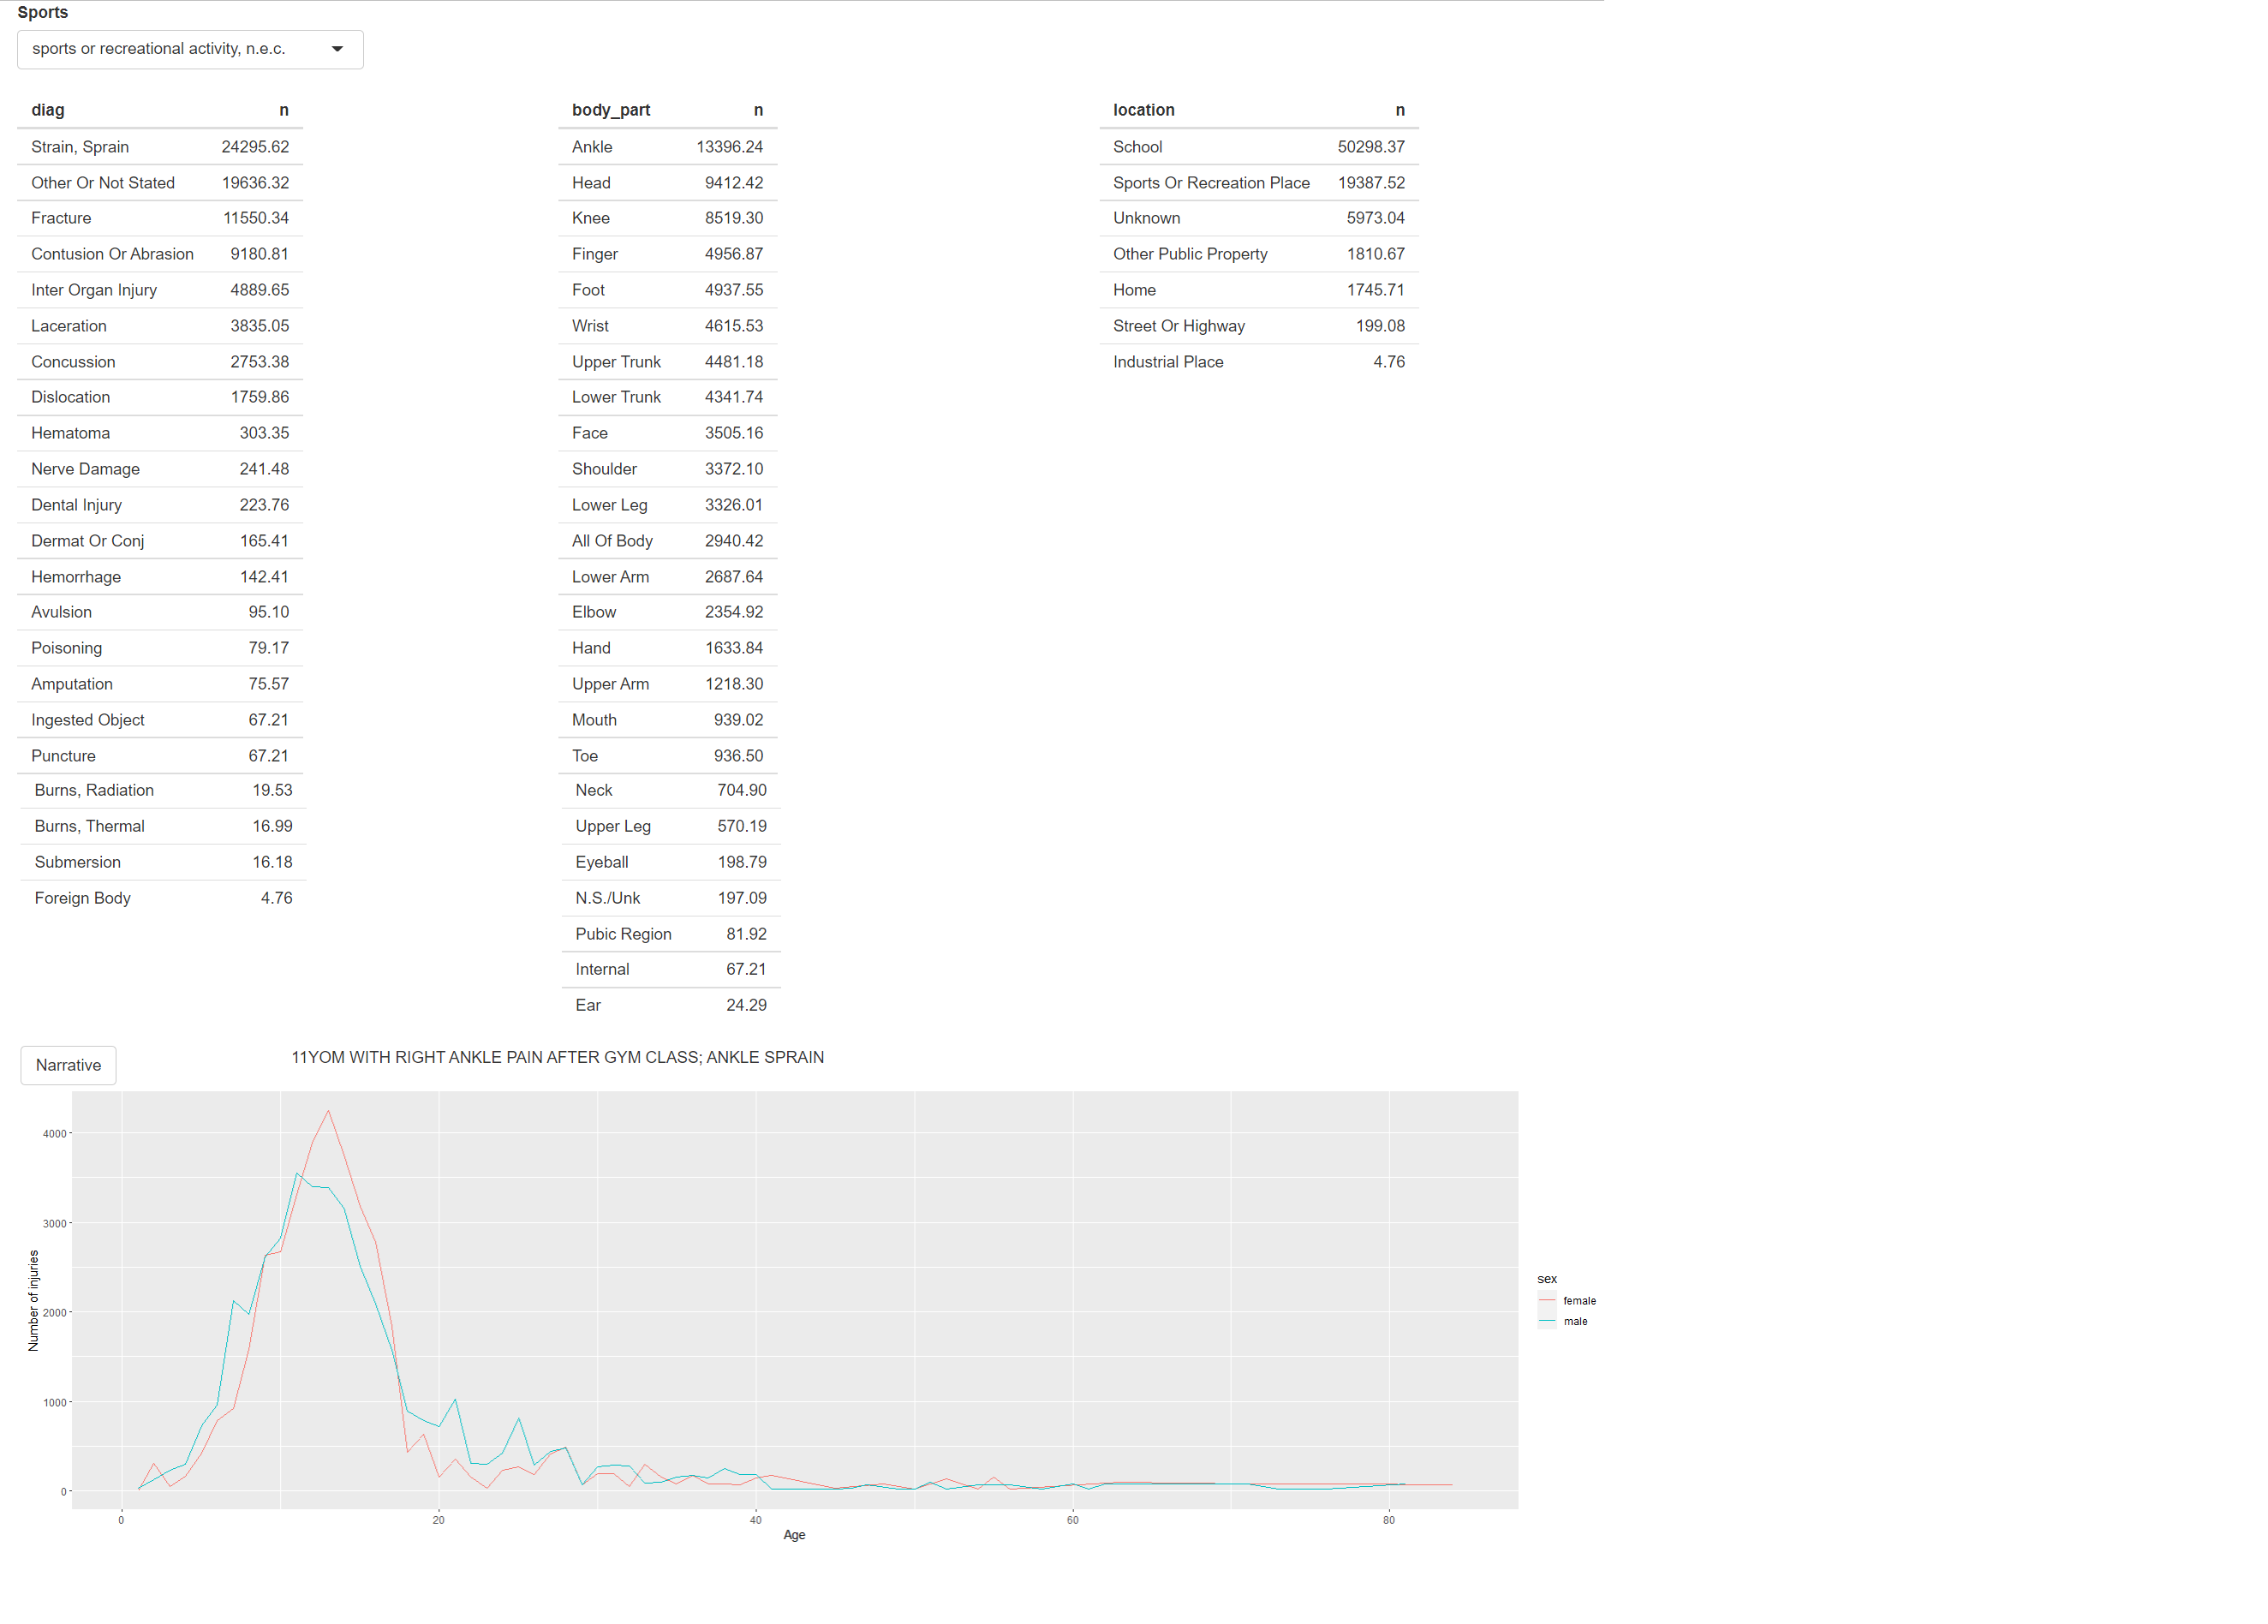 Sports
sports or recreational activity, n.e.c.
diag n
Strain, Sprain 24295.62
Other Or Not Stated 19636.32
Fracture 11550.34
Contusion Or Abrasion 9180.81
Inter Organ Injury 4889.65
Laceration 3835.05
Concussion 2753.38
Dislocation 1759.86
Hematoma 303.35
Nerve Damage 241.48
Dental Injury 223.76
Dermat Or Conj 165.41
Hemorrhage 142.41
Avulsion 95.10
Poisoning 79.17
Amputation 75.57
Ingested Object 67.21
Puncture 67.21
Burns, Radiation 19.53
Burns, Thermal 16.99
Submersion 16.18
Foreign Body 4.76
body_part n
Ankle 13396.24
Head 9412.42
Knee 8519.30
Finger 4956.87
Foot 4937.55
Wrist 4615.53
Upper Trunk 4481.18
Lower Trunk 4341.74
Face 3505.16
Shoulder 3372.10
Lower Leg 3326.01
All Of Body 2940.42
Lower Arm 2687.64
Elbow 2354.92
Hand 1633.84
Upper Arm 1218.30
Mouth 939.02
Toe 936.50
Neck 704.90
Upper Leg 570.19
Eyeball 198.79
N.S./Unk 197.09
Pubic Region 81.92
Internal 67.21
Ear 24.29
location n
School 50298.37
Sports Or Recreation Place 19387.52
Unknown 5973.04
Other Public Property 1810.67
Home 1745.71
Street Or Highway 199.08
Industrial Place 4.76
Narrative
11YOM WITH RIGHT ANKLE PAIN AFTER GYM CLASS; ANKLE SPRAIN
Number of injuries
4000
3000
2000
1000
0
0 20 40 60 80
Age
sex
female
male